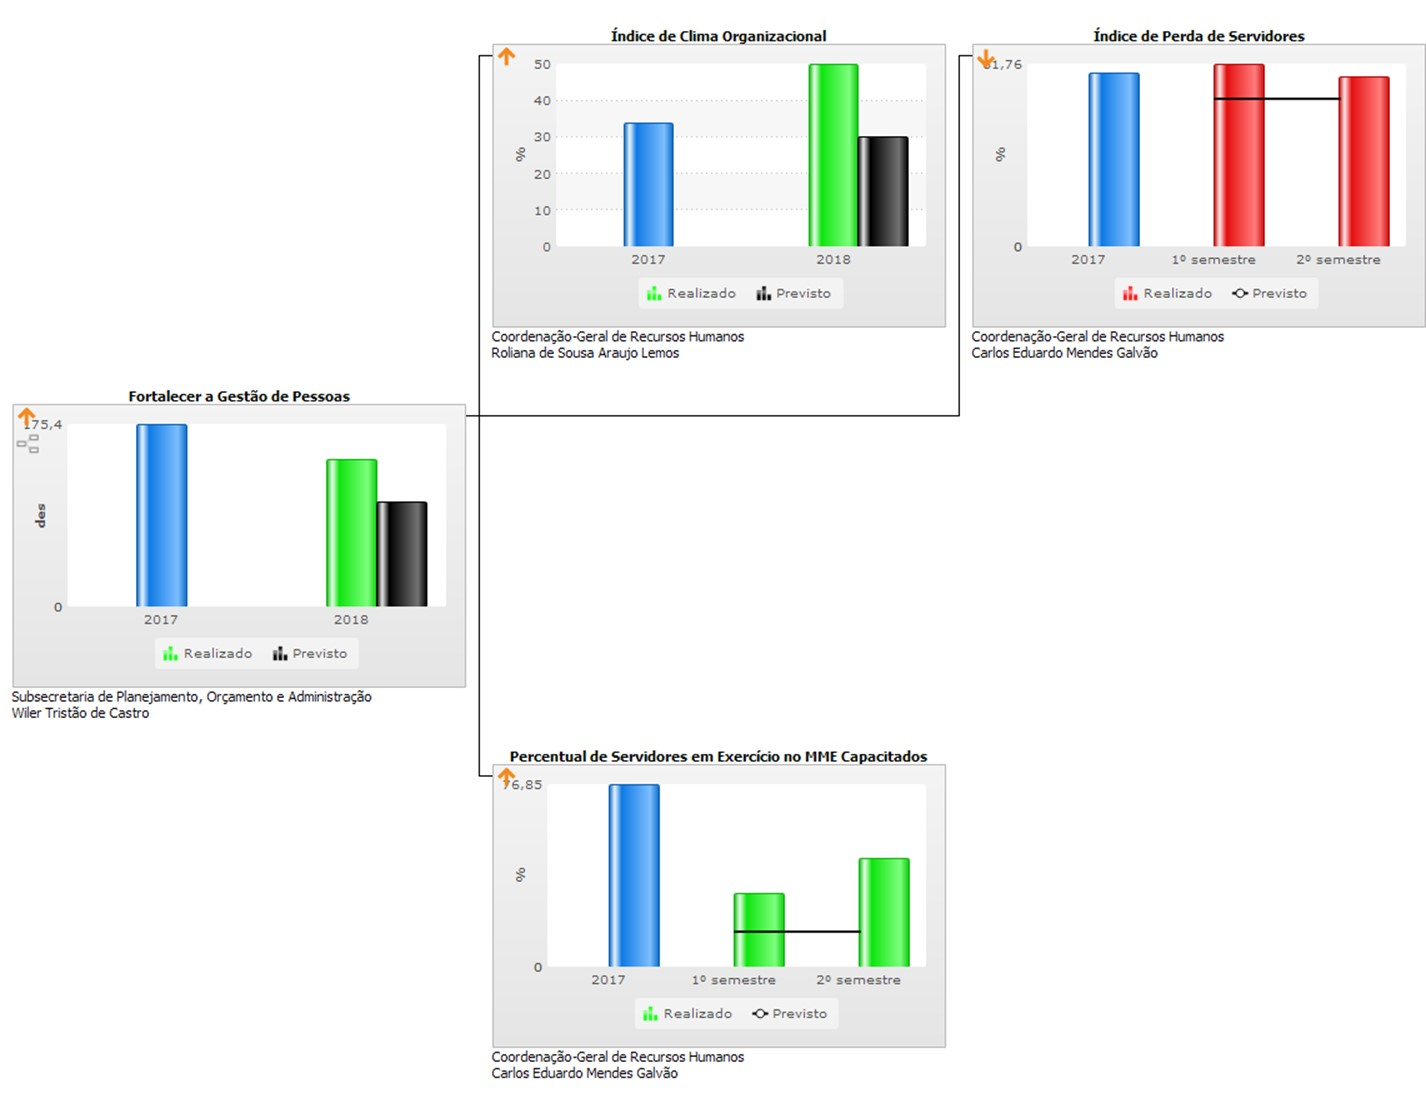 Índice de Clima Organizacional
50
40
30
20
10
0
%
2017
2018
Realizado
Previsto
Coordenação-Geral de Recursos Humanos
Roliana de Sousa Araujo Lemos
Índice de Perda de Servidores
0
%
2017
1º semestre
2º semestre
Realizado
Previsto
Coordenação-Geral de Recursos Humanos
Carlos Eduardo Mendes Galvão
Fortalecer a Gestão de Pessoas
175,4
0
des
2017
2018
Realizado
Previsto
Subsecretaria de Planejamento, Orçamento e Administração
Wiler Tristão de Castro
Percentual de Servidores em Exercício no MME Capacitados
76,85
0
%
2017
1º semestre
2º semestre
Realizado
Previsto
Coordenação-Geral de Recursos Humanos
Carlos Eduardo Mendes Galvão